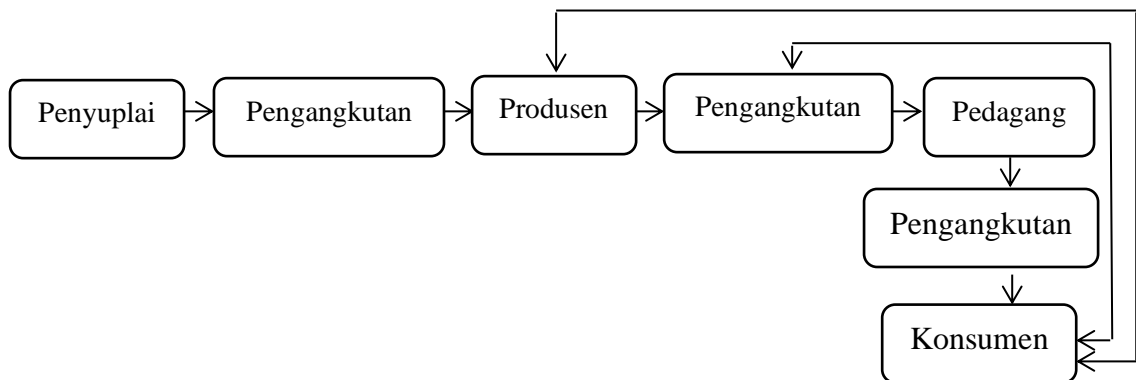 Penyuplai
Pengangkutan
Produsen
Pengangkutan
Pedagang
Pengangkutan
Konsumen